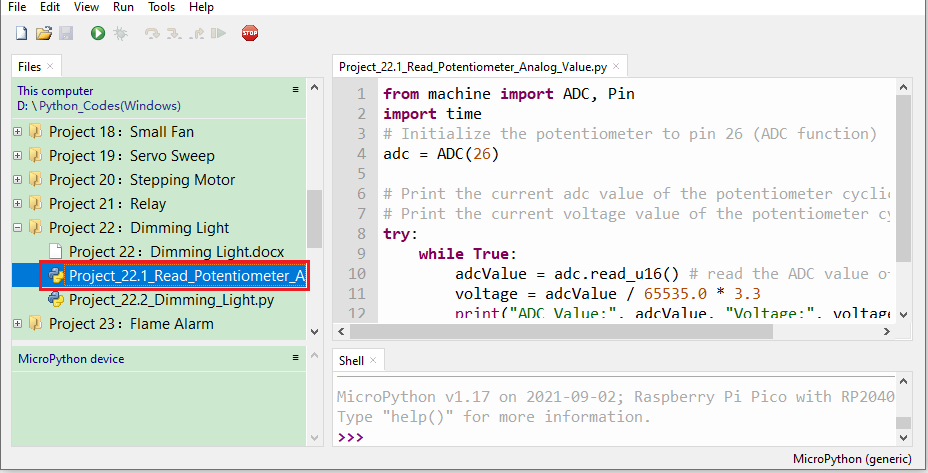 File Edit View Run Tools Help
STOP
Files ×
This computer
D: \ Python_Codes(Windows)
Project 18：Small Fan
Project 19：Servo Sweep
Project 20：Stepping Motor
Project 21：Relay
Project 22：Dimming Light
Project 22：Dimming Light.docx
Project_22.1_Read_Potentiometer_A
Project_22.2_Dimming_Light.py
Project 23：Flame Alarm
MicroPython device
Project_22.1_Read_Potentiometer_Analog_Value.py ×
1 from machine import ADC, Pin
2 import time
3 # Initialize the potentiometer to pin 26 (ADC function)
4 adc = ADC(26)
5
6 # Print the current adc value of the potentiometer cyclic
7 # Print the current voltage value of the potentiometer cy
8 try:
9     while True:
10         adcValue = adc.read_u16() # read the ADC value o
11         voltage = adcValue / 65535.0 * 3.3
12         print("ADC Value:", adcValue, "Voltage:", voltage
Shell ×
MicroPython v1.17 on 2021-09-02; Raspberry Pi Pico with RP2040
Type "help()" for more information.
>>>
MicroPython (generic)